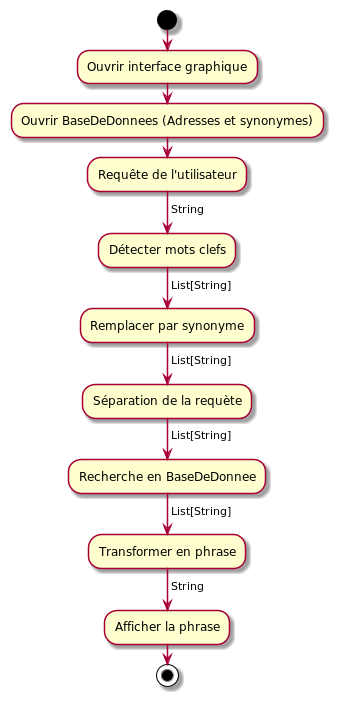 Ouvrir interface graphique
Ouvrir BaseDeDonnees (Adresses et synonymes)
Requête de l'utilisateur
String
Détecter mots clefs
List[String]
Remplacer par synonyme
List[String]
Séparation de la requète
List[String]
Recherche en BaseDeDonnee
List[String]
Transformer en phrase
String
Afficher la phrase